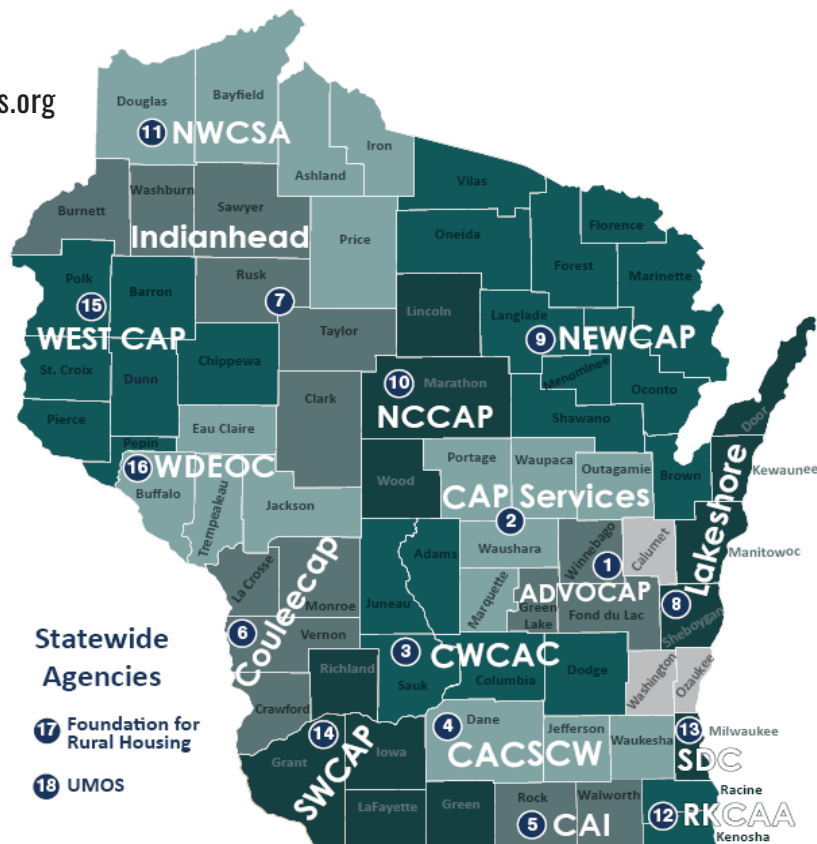 s.org
Douglas
Bayfield
11 NWCSA
Iron
Ashland
Vilas
Washburn
Burnett
Sawyer
Florence
Oneida
Price
Indianhead
Forest
Marinette
Rusk
Polk
15
Barron
7
Lincoln
Langlade
WEST CAP
Taylor
9 NEWCAP
Chippewa
St. Croix
Dunn
10 Marathon
Menominee
Oconto
Clark
NCCAP
Pierce
Shawano
Eau Claire
Door
Pepin
Portage
Waupaca
16 WDEOC
Outagamie
Kewaunee
Wood
Brown
Buffalo
CAP Services
Trempealeau
Jackson
2
Lakeshore
Winnebago
Calumet
Waushara
Manitowoc
Adams
1
La Crosse
Marquette
ADVOCAP
Juneau
Monroe
Green
Lake
Fond du Lac
8
Sheboygan
Couleecap
6
Vernon
Statewide
Agencies
3 CWCAC
Richland
Dodge
Sauk
Columbia
Washington
Ozaukee
Crawford
17 Foundation for
Rural Housing
14
4 Dane
Jefferson
Waukesha
13 Milwaukee
Iowa
CACSCW
SDC
Grant
SWCAP
18 UMOS
Racine
Rock
Walworth
LaFayette
Green
12 RKCAA
5 CAI
Kenosha